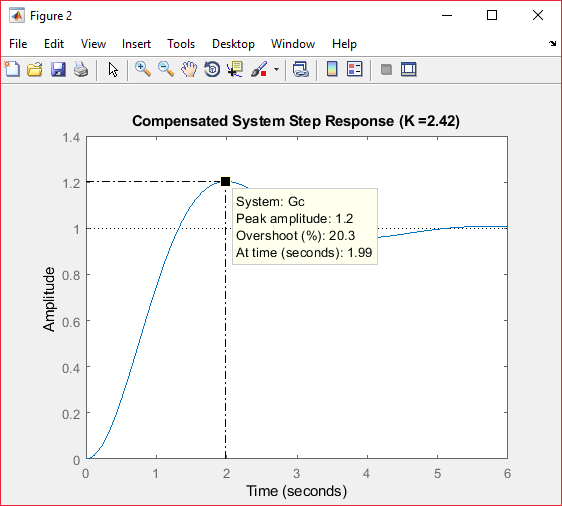 Figure 2
File Edit View Insert Tools Desktop Window Help
Compensated System Step Response (K =2.42)
1.4
1.2
1
0.8
0.6
0.4
0.2
0
Amplitude
System: Gc
Peak amplitude: 1.2
Overshoot (%): 20.3
At time (seconds): 1.99
0 1 2 3 4 5 6
Time (seconds)